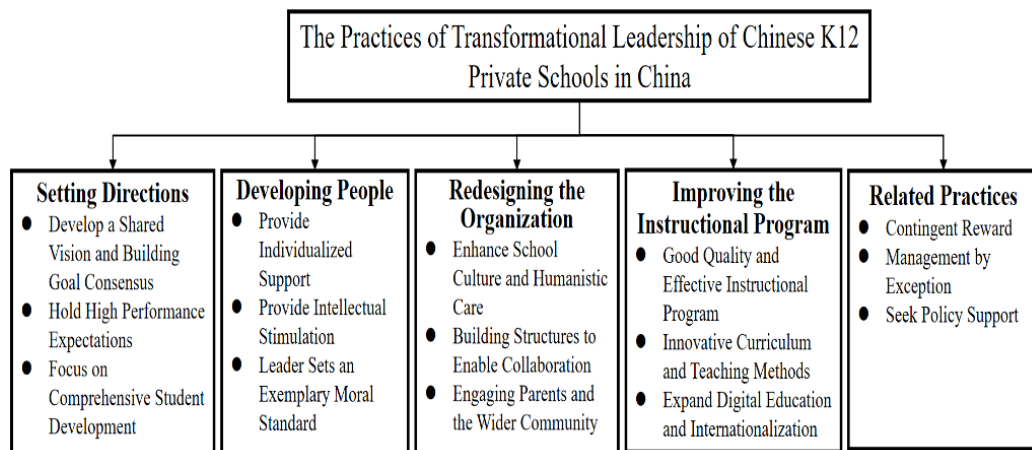 The Practices of Transformational Leadership of Chinese K12
Private Schools in China
Setting Directions
● Develop a Shared
Vision and Building
Goal Consensus
● Hold High Performance
Expectations
● Focus on
Comprehensive Student
Development
Developing People
● Provide
Individualized
Support
● Provide Intellectual
Stimulation
● Leader Sets an
Exemplary Moral
Standard
Redesigning the
Organization
● Enhance School
Culture and Humanistic
Care
● Building Structures to
Enable Collaboration
● Engaging Parents and
the Wider Community
Improving the
Instructional Program
● Good Quality and
Effective Instructional
Program
● Innovative Curriculum
and Teaching Methods
● Expand Digital Education
and Internationalization
Related Practices
● Contingent Reward
● Management by
Exception
● Seek Policy Support